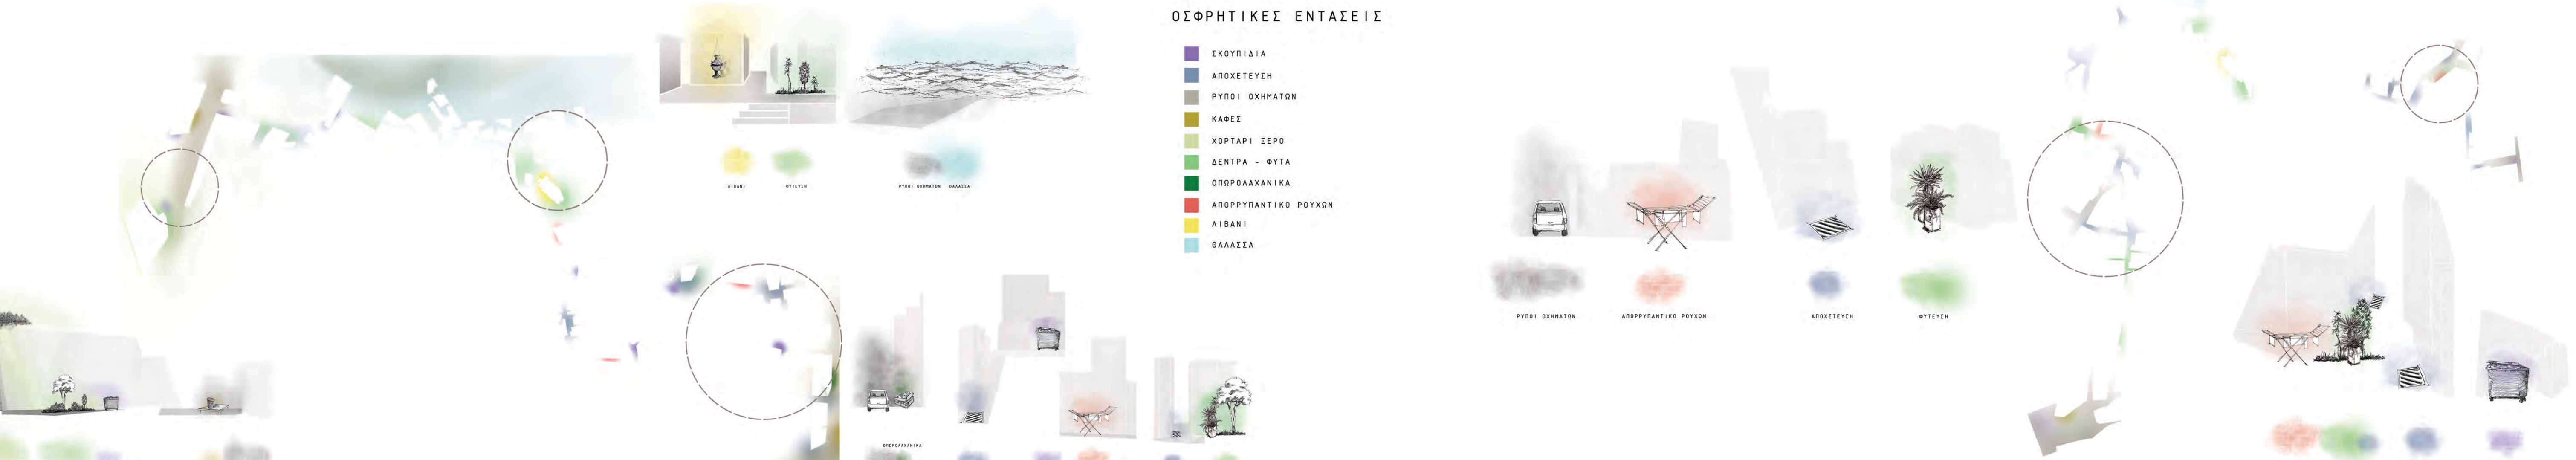 ΟΣΦΡΗΤΙΚΕΣ ΕΝΤΑΣΕΙΣ
ΣΚΟΥΠΙΔΙΑ
ΑΠΟΧΕΤΕΥΣΗ
ΡΥΠΟΙ ΟΧΗΜΑΤΩΝ
ΚΑΦΕΣ
ΧΟΡΤΑΡΙ ΞΕΡΟ
ΔΕΝΤΡΑ - ΦΥΤΑ
ΟΠΩΡΟΛΑΧΑΝΙΚΑ
ΑΠΟΡΡΥΠΑΝΤΙΚΟ ΡΟΥΧΩΝ
ΛΙΒΑΝΙ
ΘΑΛΑΣΣΑ
ΛΙΒΑΝΙ ΦΥΤΕΥΣΗ ΡΥΠΟΙ ΟΧΗΜΑΤΩΝ ΘΑΛΑΣΣΑ
ΡΥΠΟΙ ΟΧΗΜΑΤΩΝ ΑΠΟΡΡΥΠΑΝΤΙΚΟ ΡΟΥΧΩΝ ΑΠΟΧΕΤΕΥΣΗ ΦΥΤΕΥΣΗ
ΟΠΩΡΟΛΑΧΑΝΙΚΑ